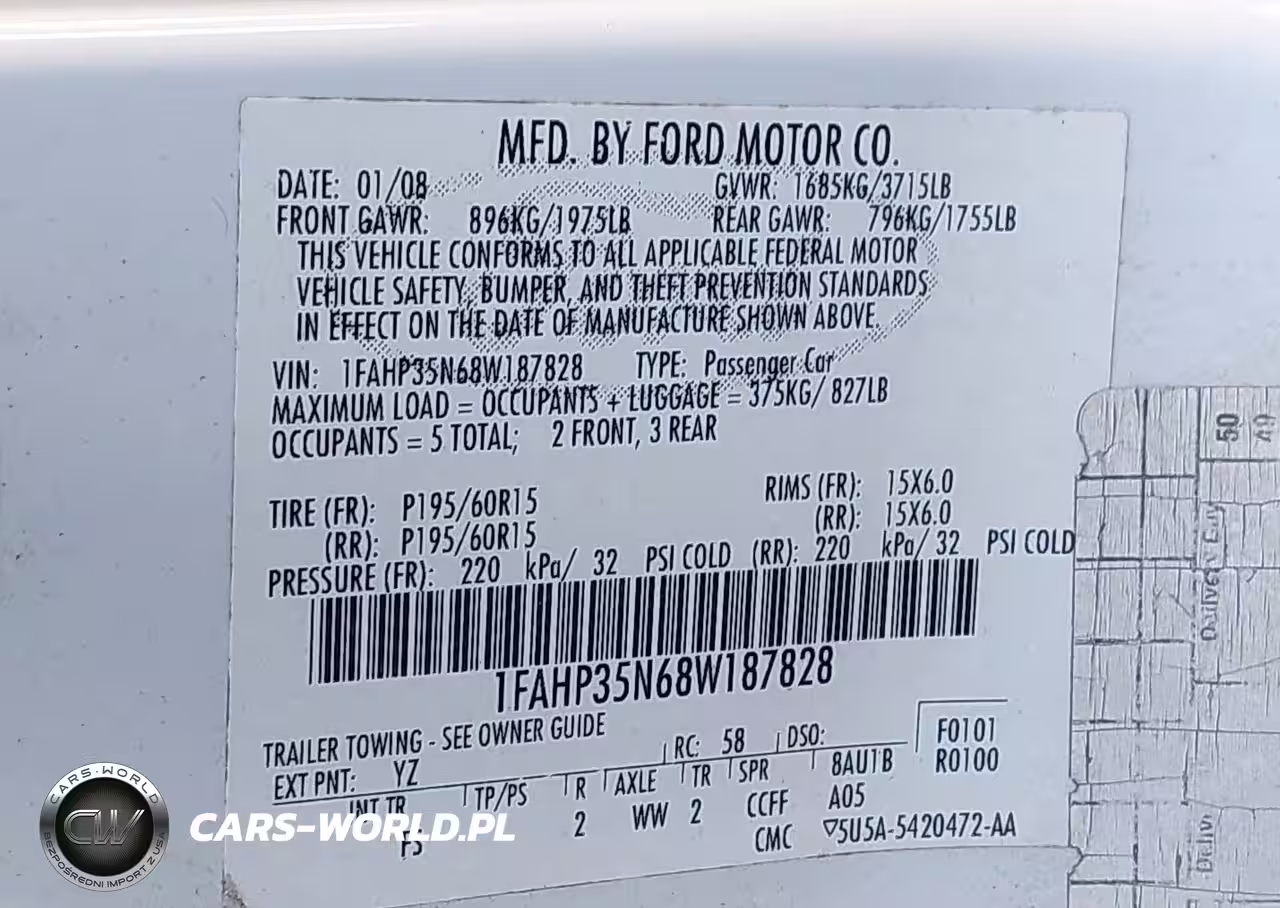 MFD. BY FORD MOTOR CO.
DATE: 01/08 GVWR: 1685KG/3715LB
FRONT GAWR: 896KG/1975LB REAR GAWR: 796KG/1755LB
THIS VEHICLE CONFORMS TO ALL APPLICABLE FEDERAL MOTOR
VEHICLE SAFETY, BUMPER, AND THEFT PREVENTION STANDARDS
IN EFFECT ON THE DATE OF MANUFACTURE SHOWN ABOVE.
VIN: 1FAHP35N68W187828 TYPE: Passenger Car
MAXIMUM LOAD = OCCUPANTS + LUGGAGE = 375KG/ 827LB
OCCUPANTS = 5 TOTAL; 2 FRONT, 3 REAR
TIRE (FR): P195/60R15 RIMS (FR): 15X6.0
(RR): P195/60R15 (RR): 15X6.0
PRESSURE (FR): 220 kPa/ 32 PSI COLD (RR): 220 kPa/ 32 PSI COLD
1FAHP35N68W187828
TRAILER TOWING - SEE OWNER GUIDE
EXT PNT: YZ RC: 58 DSO: F0101
INT TR TP/PS R AXLE TR SPR 8AU1B R0100
FS 2 WW 2 CCFF A05
CMC ▽5U5A-5420472-AA
50
49
CARS-WORLD
CW
BEZPOŚREDNI IMPORT Z USA
CARS-WORLD.PL